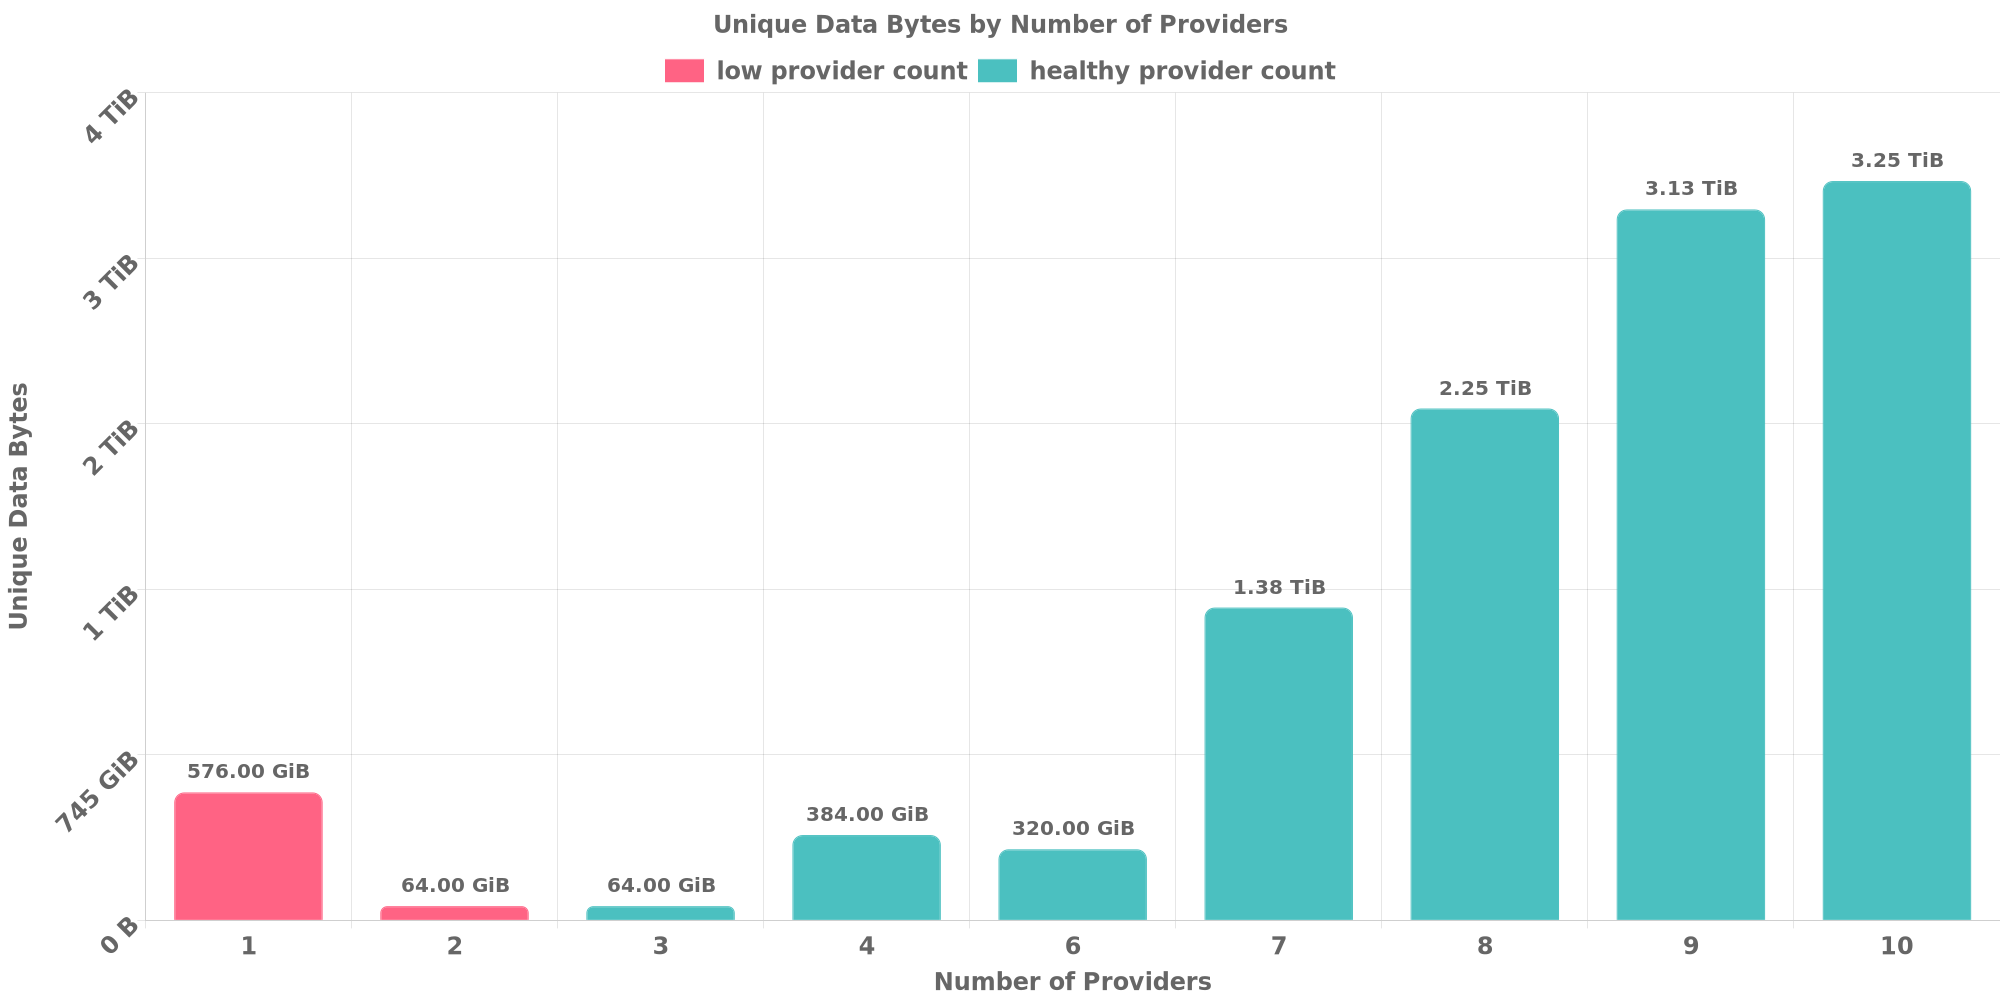 Unique Data Bytes by Number of Providers
low provider count healthy provider count
4 TiB
3 TiB
2 TiB
1 TiB
745 GiB
0 B
Unique Data Bytes
576.00 GiB
64.00 GiB
64.00 GiB
384.00 GiB
320.00 GiB
1.38 TiB
2.25 TiB
3.13 TiB
3.25 TiB
1 2 3 4 6 7 8 9 10
Number of Providers